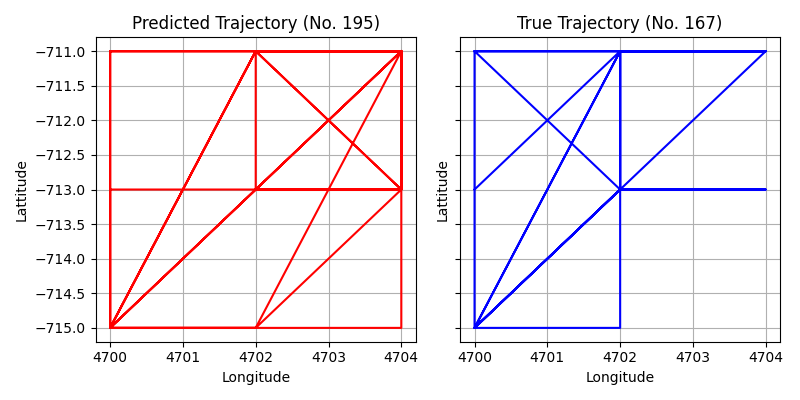 Predicted Trajectory (No. 195)
True Trajectory (No. 167)
−711.0
−711.5
−712.0
−712.5
−713.0
−713.5
−714.0
−714.5
−715.0
Lattitude
Lattitude
4700 4701 4702 4703 4704
4700 4701 4702 4703 4704
Longitude
Longitude